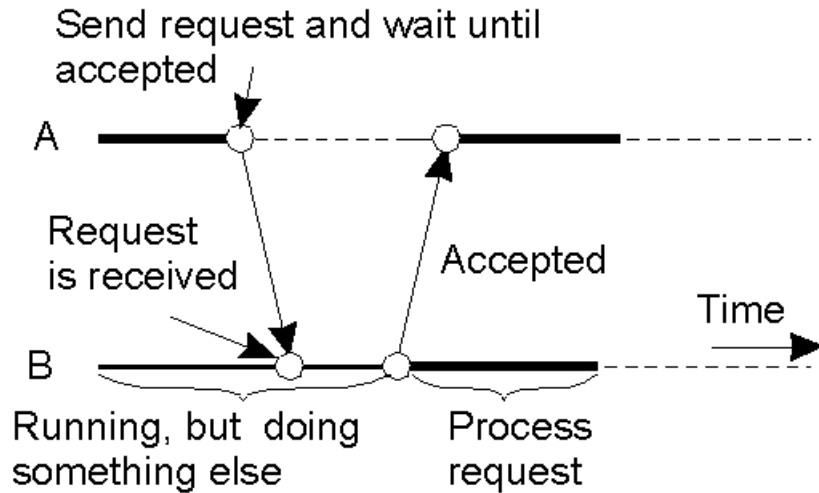 Send request and wait until
accepted
A
Request
is received
Accepted
Time
B
Running, but doing
something else
Process
request